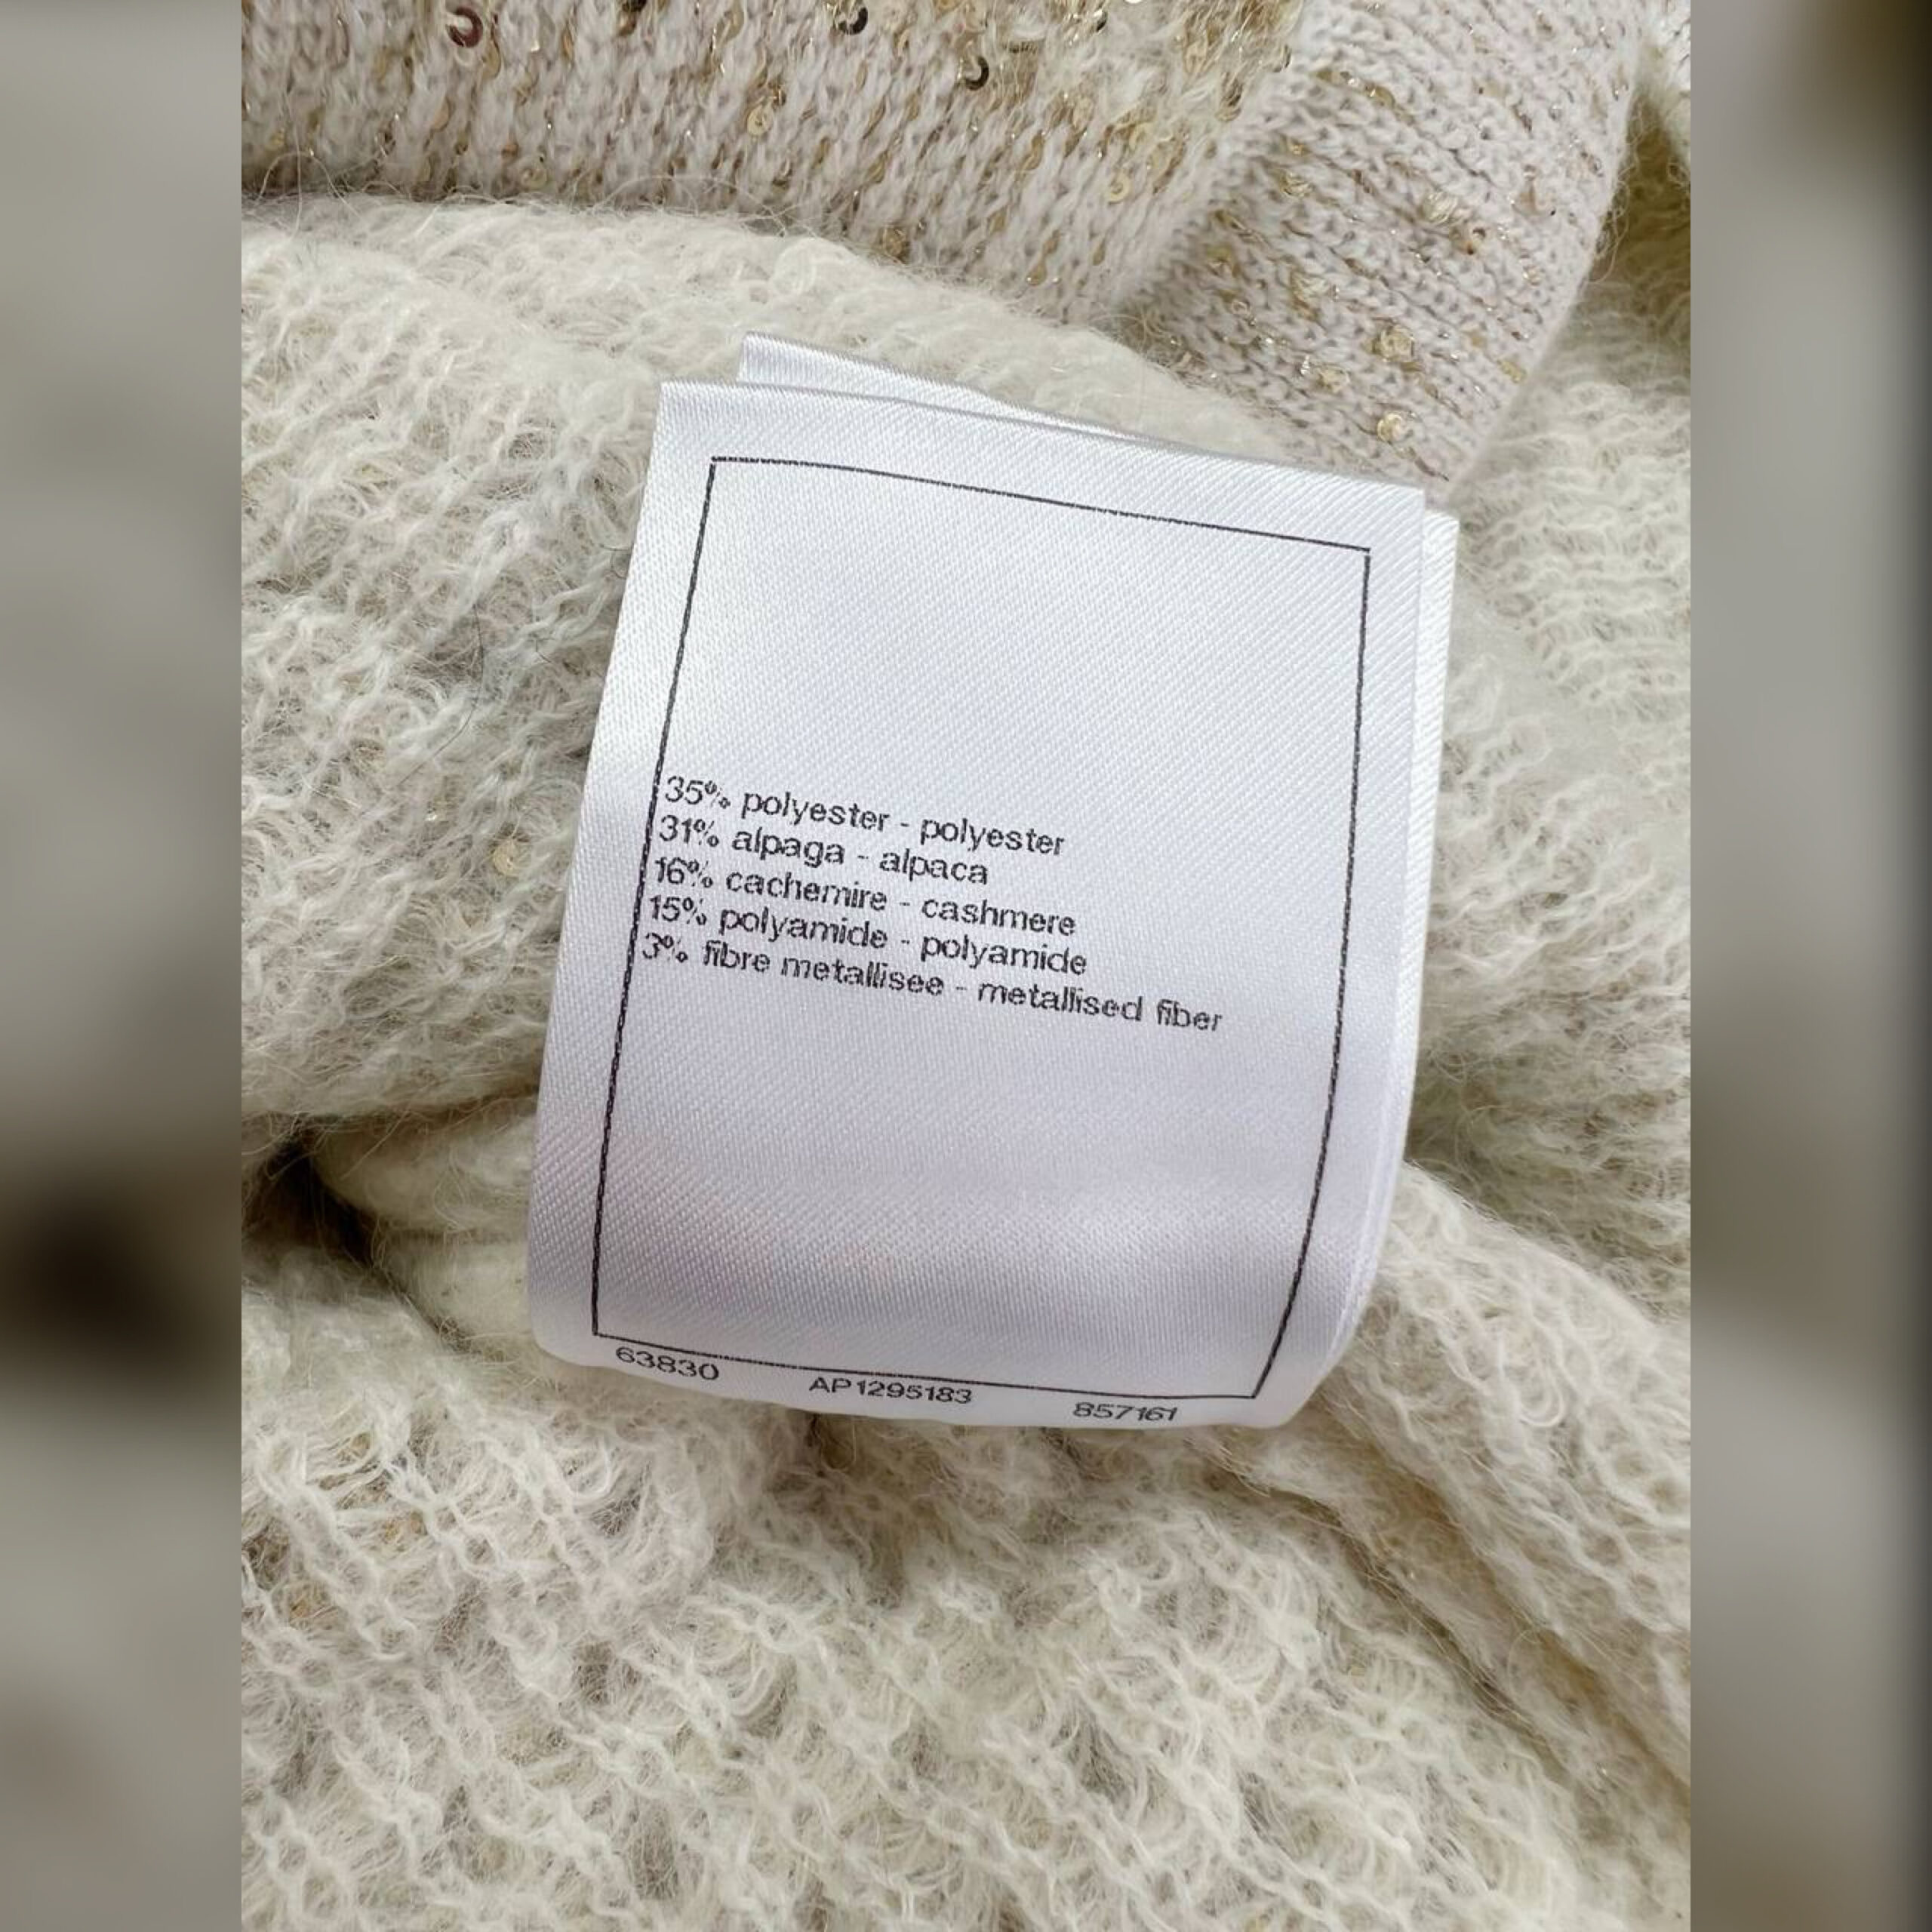 35% polyester - polyester
31% alpaga - alpaca
16% cachemire - cashmere
15% polyamide - polyamide
3% fibre metallisee - metallised fiber
63830 AP1295183 857161